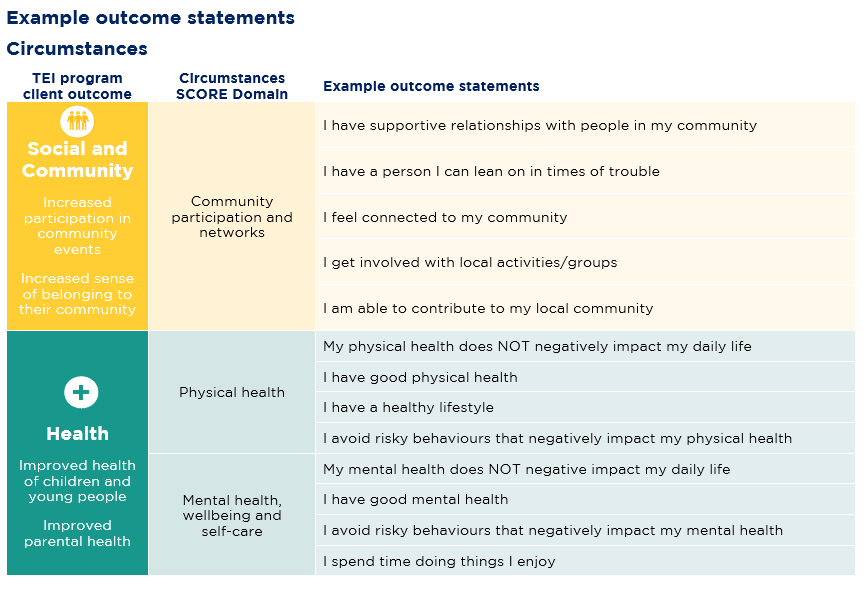 Example outcome statements
Circumstances
TEI program
client outcome
Circumstances
SCORE Domain
Example outcome statements
Social and
Community
Increased
participation in
community
events
Increased sense
of belonging to
their community
Community
participation and
networks
I have supportive relationships with people in my community
I have a person I can lean on in times of trouble
I feel connected to my community
I get involved with local activities/groups
I am able to contribute to my local community
Health
Improved health
of children and
young people
Improved
parental health
Physical health
My physical health does NOT negatively impact my daily life
I have good physical health
I have a healthy lifestyle
I avoid risky behaviours that negatively impact my physical health
Mental health,
wellbeing and
self-care
My mental health does NOT negative impact my daily life
I have good mental health
I avoid risky behaviours that negatively impact my mental health
I spend time doing things I enjoy